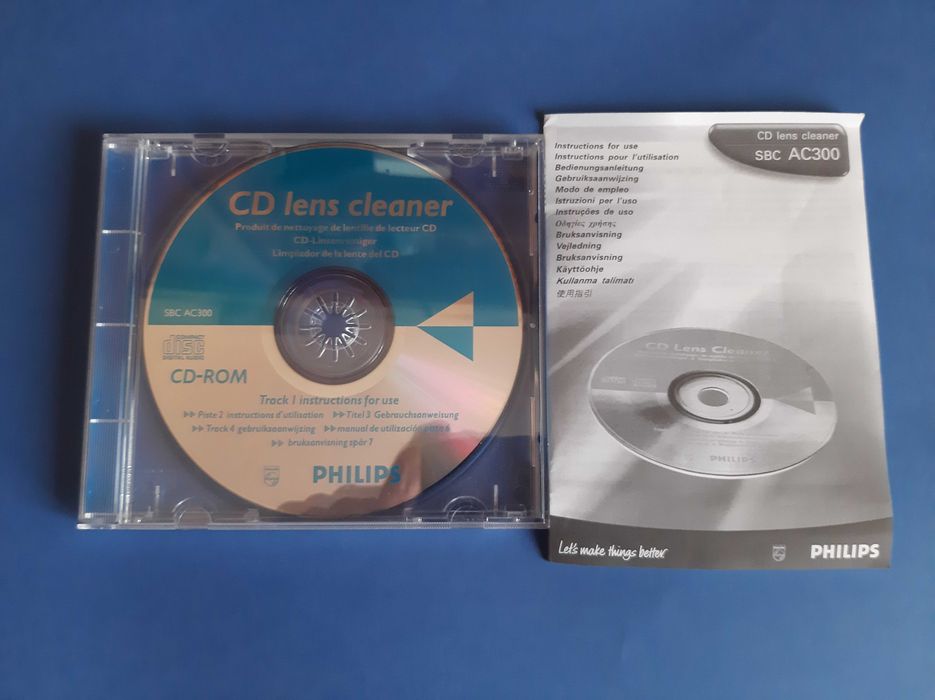 CD lens cleaner
Produit de nettoyage de lentille de lecteur CD
CD-Linsenreiniger
Limpiador de la lente del CD
SBC AC300
COMPACT
disc
DIGITAL AUDIO
CD-ROM
Track 1 instructions for use
Piste 2 instructions d'utilisation Titel 3 Gebrauchsanweisung
Track 4 gebruiksaanwijzing manual de utilización pista 6
bruksanvisning spår 7
PHILIPS
CD lens cleaner
SBC AC300
Instructions for use
Instructions pour l'utilisation
Bedienungsanleitung
Gebruiksaanwijzing
Modo de empleo
Istruzioni per l'uso
Instruções de uso
Οδηγίες χρήσης
Bruksanvisning
Vejledning
Bruksanvisning
Käyttöohje
Kullanma talimatı
使用指引
CD Lens Cleaner
PHILIPS
Let's make things better.
PHILIPS